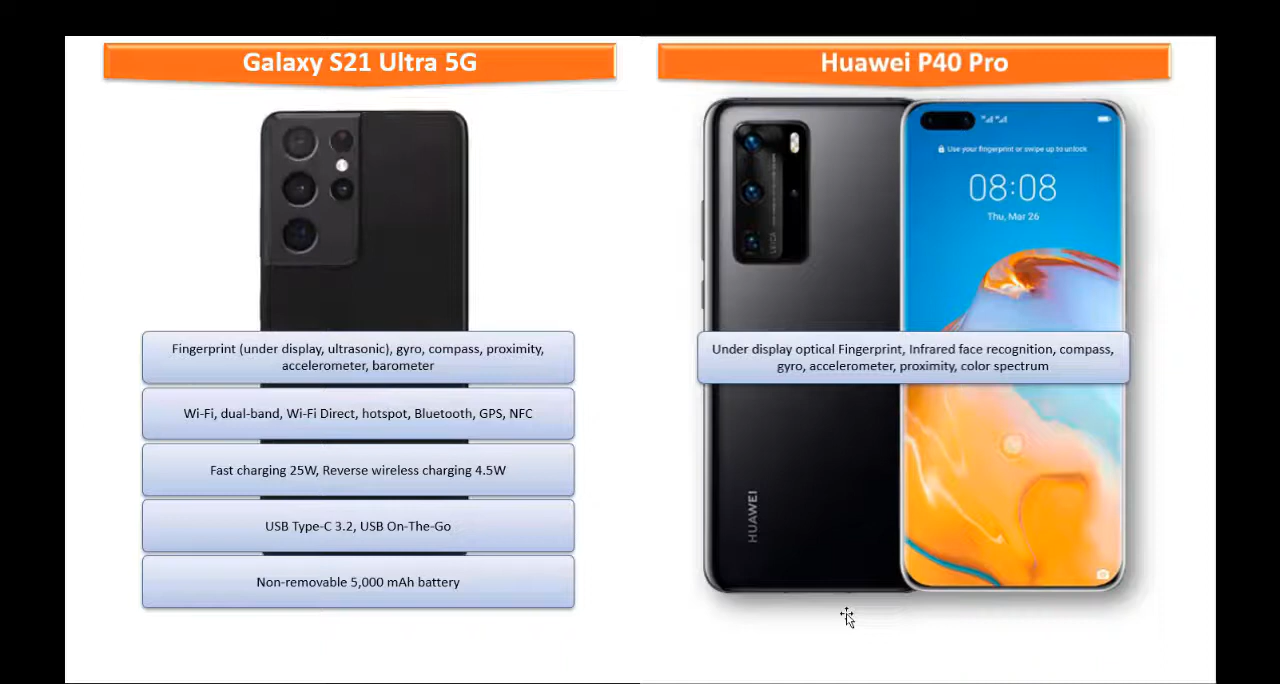 Galaxy S21 Ultra 5G
Fingerprint (under display, ultrasonic), gyro, compass, proximity,
accelerometer, barometer
Wi-Fi, dual-band, Wi-Fi Direct, hotspot, Bluetooth, GPS, NFC
Fast charging 25W, Reverse wireless charging 4.5W
USB Type-C 3.2, USB On-The-Go
Non-removable 5,000 mAh battery
Huawei P40 Pro
LEICA
Use your fingerprint or swipe up to unlock
08:08
Thu, Mar 26
Under display optical Fingerprint, Infrared face recognition, compass,
gyro, accelerometer, proximity, color spectrum
HUAWEI